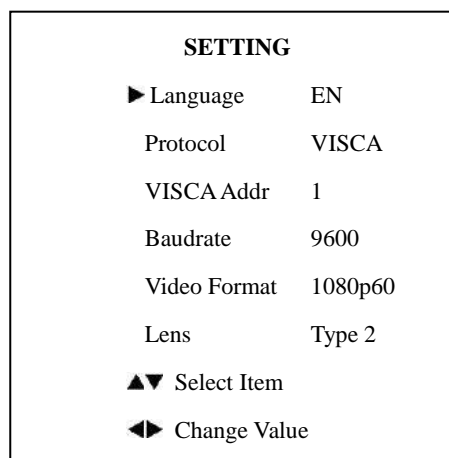 SETTING
▶ Language EN
Protocol VISCA
VISCA Addr 1
Baudrate 9600
Video Format 1080p60
Lens Type 2
▲▼ Select Item
◀▶ Change Value